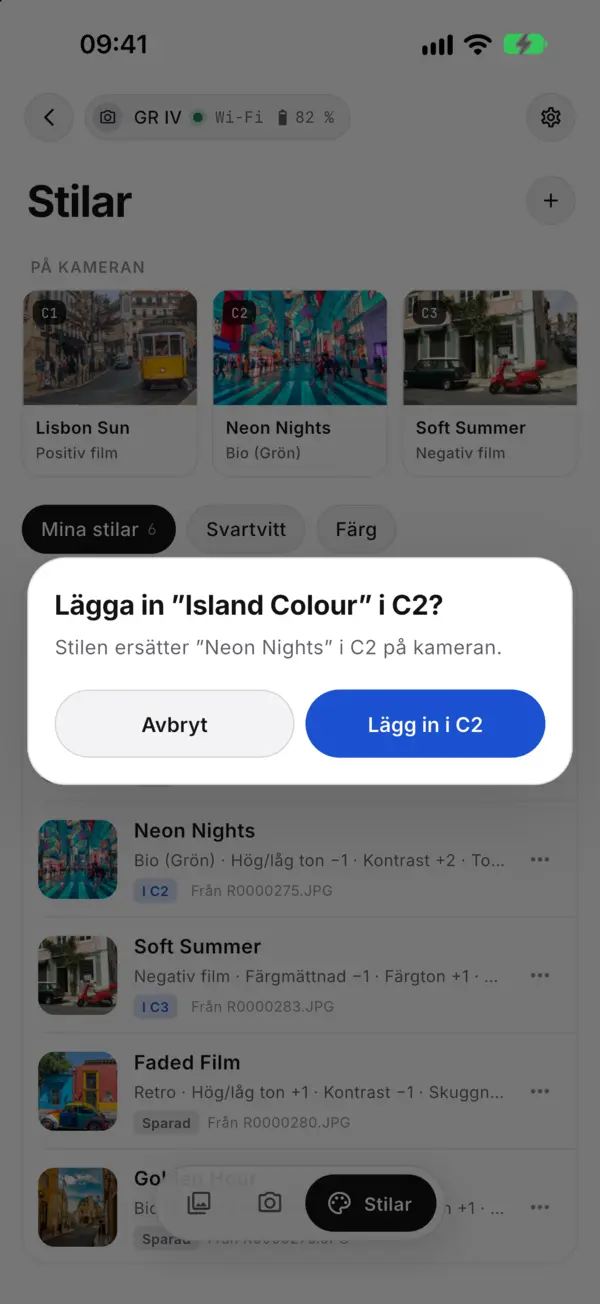 09:41
GR IV Wi-Fi 82 %
Stilar
PÅ KAMERAN
C1
C2
C3
Lisbon Sun
Positiv film
Neon Nights
Bio (Grön)
Soft Summer
Negativ film
Mina stilar 6
Svartvitt
Färg
Lägga in ”Island Colour” i C2?
Stilen ersätter ”Neon Nights” i C2 på kameran.
Avbryt
Lägg in i C2
Neon Nights
Bio (Grön) · Hög/låg ton −1 · Kontrast +2 · To...
I C2 Från R0000275.JPG
Soft Summer
Negativ film · Färgmättnad −1 · Färgton +1 · ...
I C3 Från R0000283.JPG
Faded Film
Retro · Hög/låg ton +1 · Kontrast −1 · Skuggn...
Sparad Från R0000280.JPG
Golden Hour
+1 · ...
Stilar
Sparad